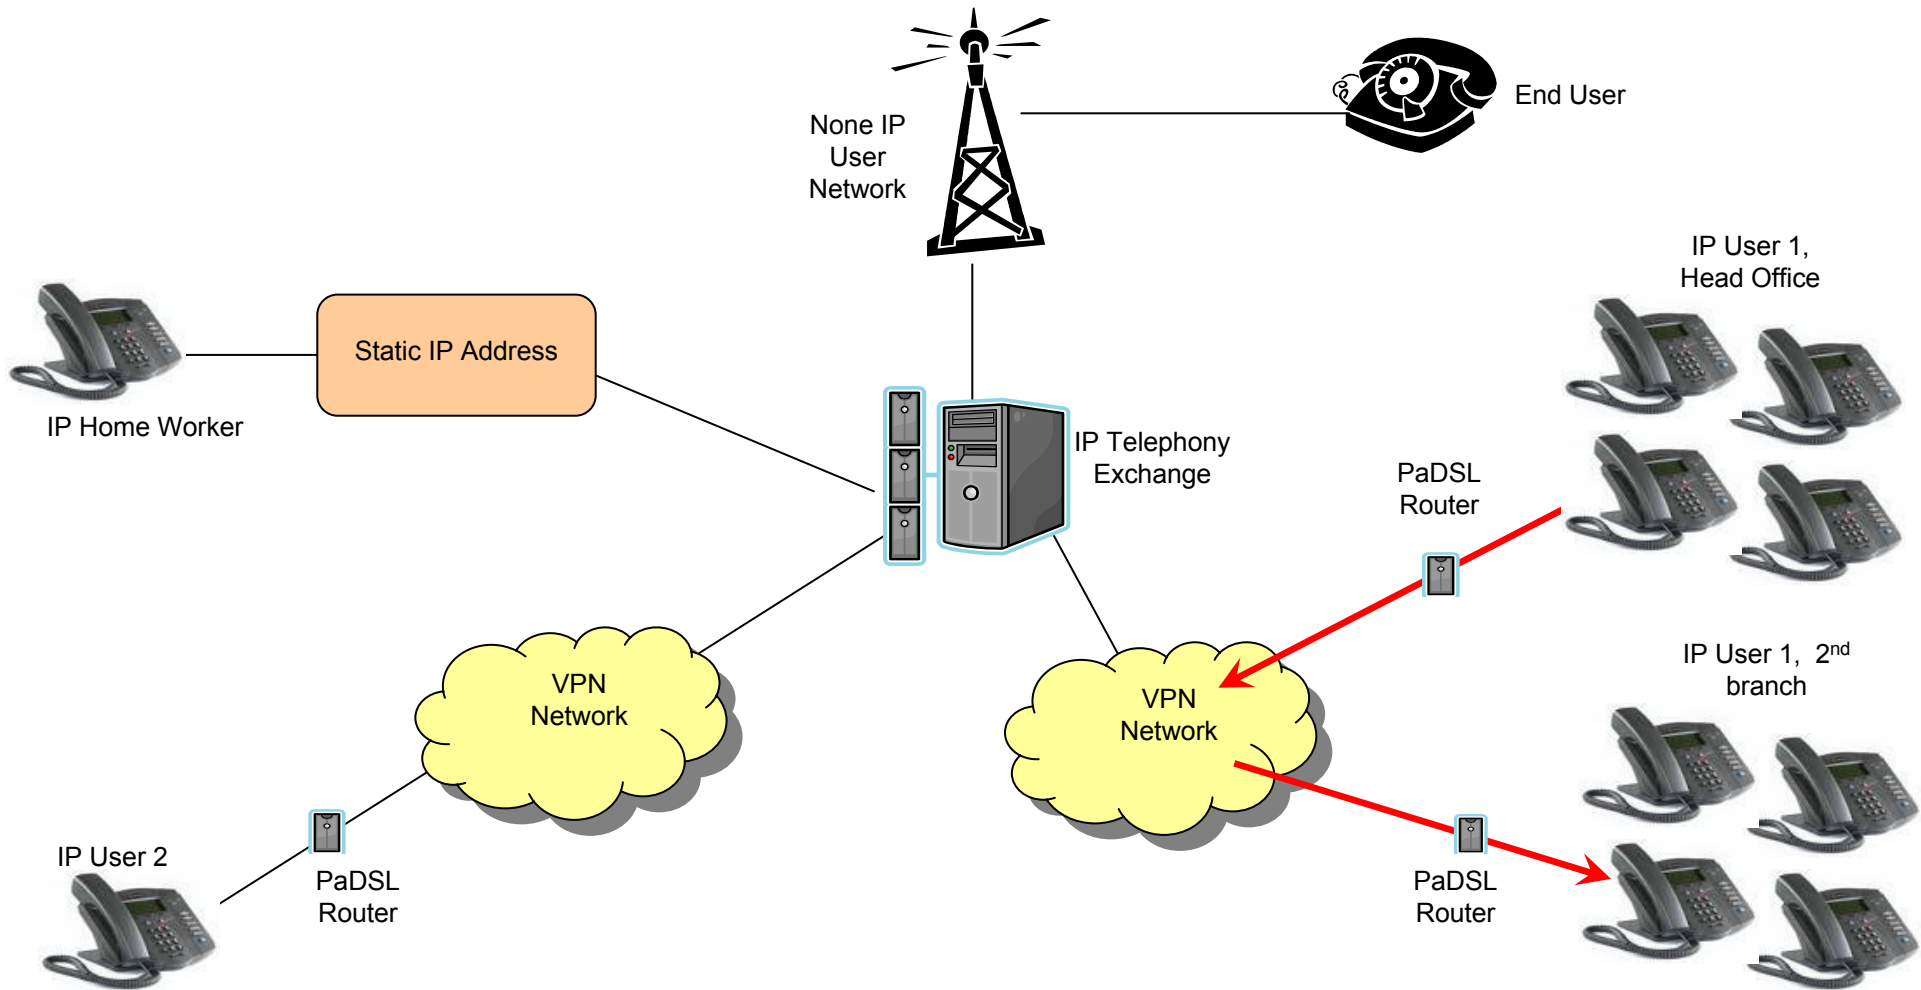 None IP
User
Network
End User
IP User 1,
Head Office
Static IP Address
IP Home Worker
IP Telephony
Exchange
PaDSL
Router
IP User 1, 2nd
branch
VPN
Network
VPN
Network
IP User 2
PaDSL
Router
PaDSL
Router